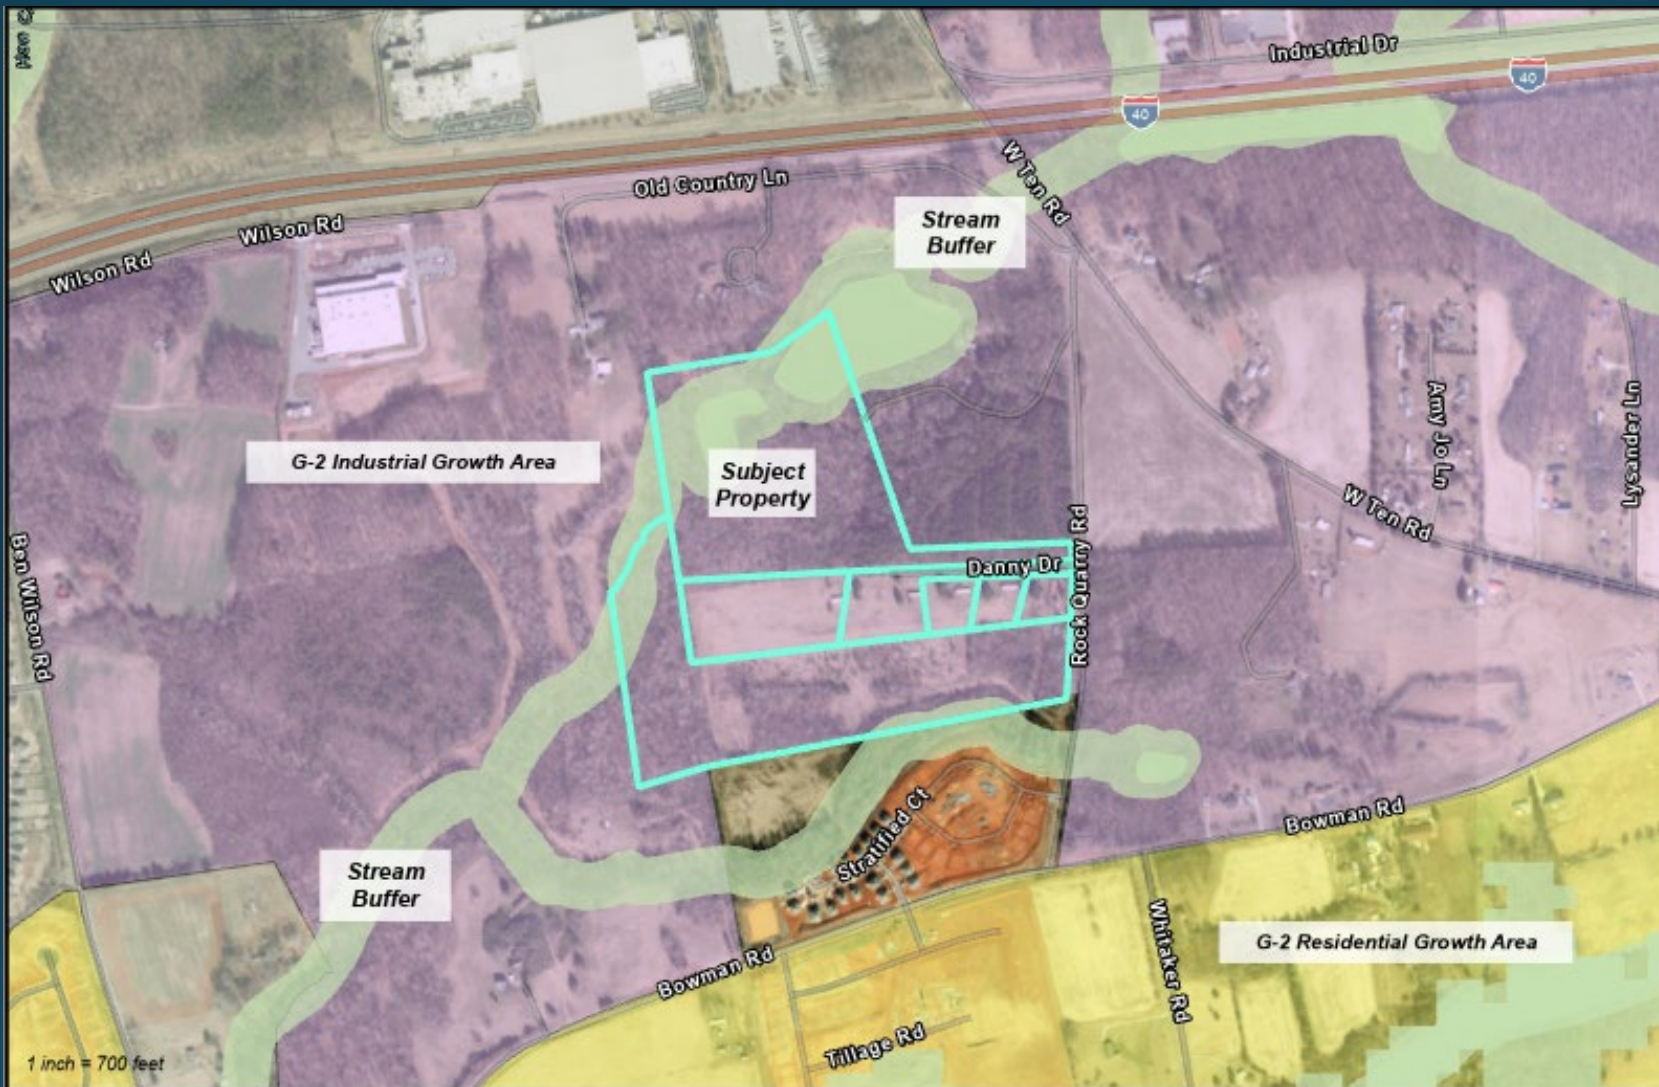 Industrial Dr
40
40
W Ten Rd
Old Country Ln
Stream
Buffer
Wilson Rd
Wilson Rd
Amy Jo Ln
Lysander Ln
G-2 Industrial Growth Area
Subject
Property
W Ten Rd
Ben Wilson Rd
Danny Dr
Rock Quarry Rd
Bowman Rd
Stratified Ct
Stream
Buffer
Whitaker Rd
G-2 Residential Growth Area
Bowman Rd
Tillage Rd
1 inch = 700 feet